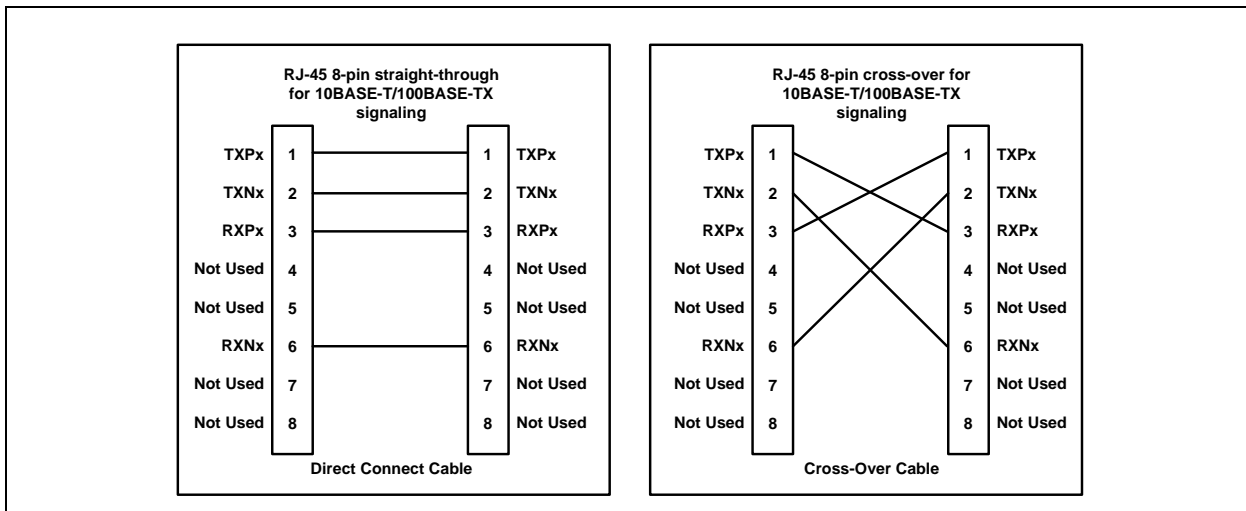 RJ-45 8-pin straight-through
for 10BASE-T/100BASE-TX
signaling
TXPx 1 1 TXPx
TXNx 2 2 TXNx
RXPx 3 3 RXPx
Not Used 4 4 Not Used
Not Used 5 5 Not Used
RXNx 6 6 RXNx
Not Used 7 7 Not Used
Not Used 8 8 Not Used
Direct Connect Cable
RJ-45 8-pin cross-over for
10BASE-T/100BASE-TX
signaling
TXPx 1 1 TXPx
TXNx 2 2 TXNx
RXPx 3 3 RXPx
Not Used 4 4 Not Used
Not Used 5 5 Not Used
RXNx 6 6 RXNx
Not Used 7 7 Not Used
Not Used 8 8 Not Used
Cross-Over Cable